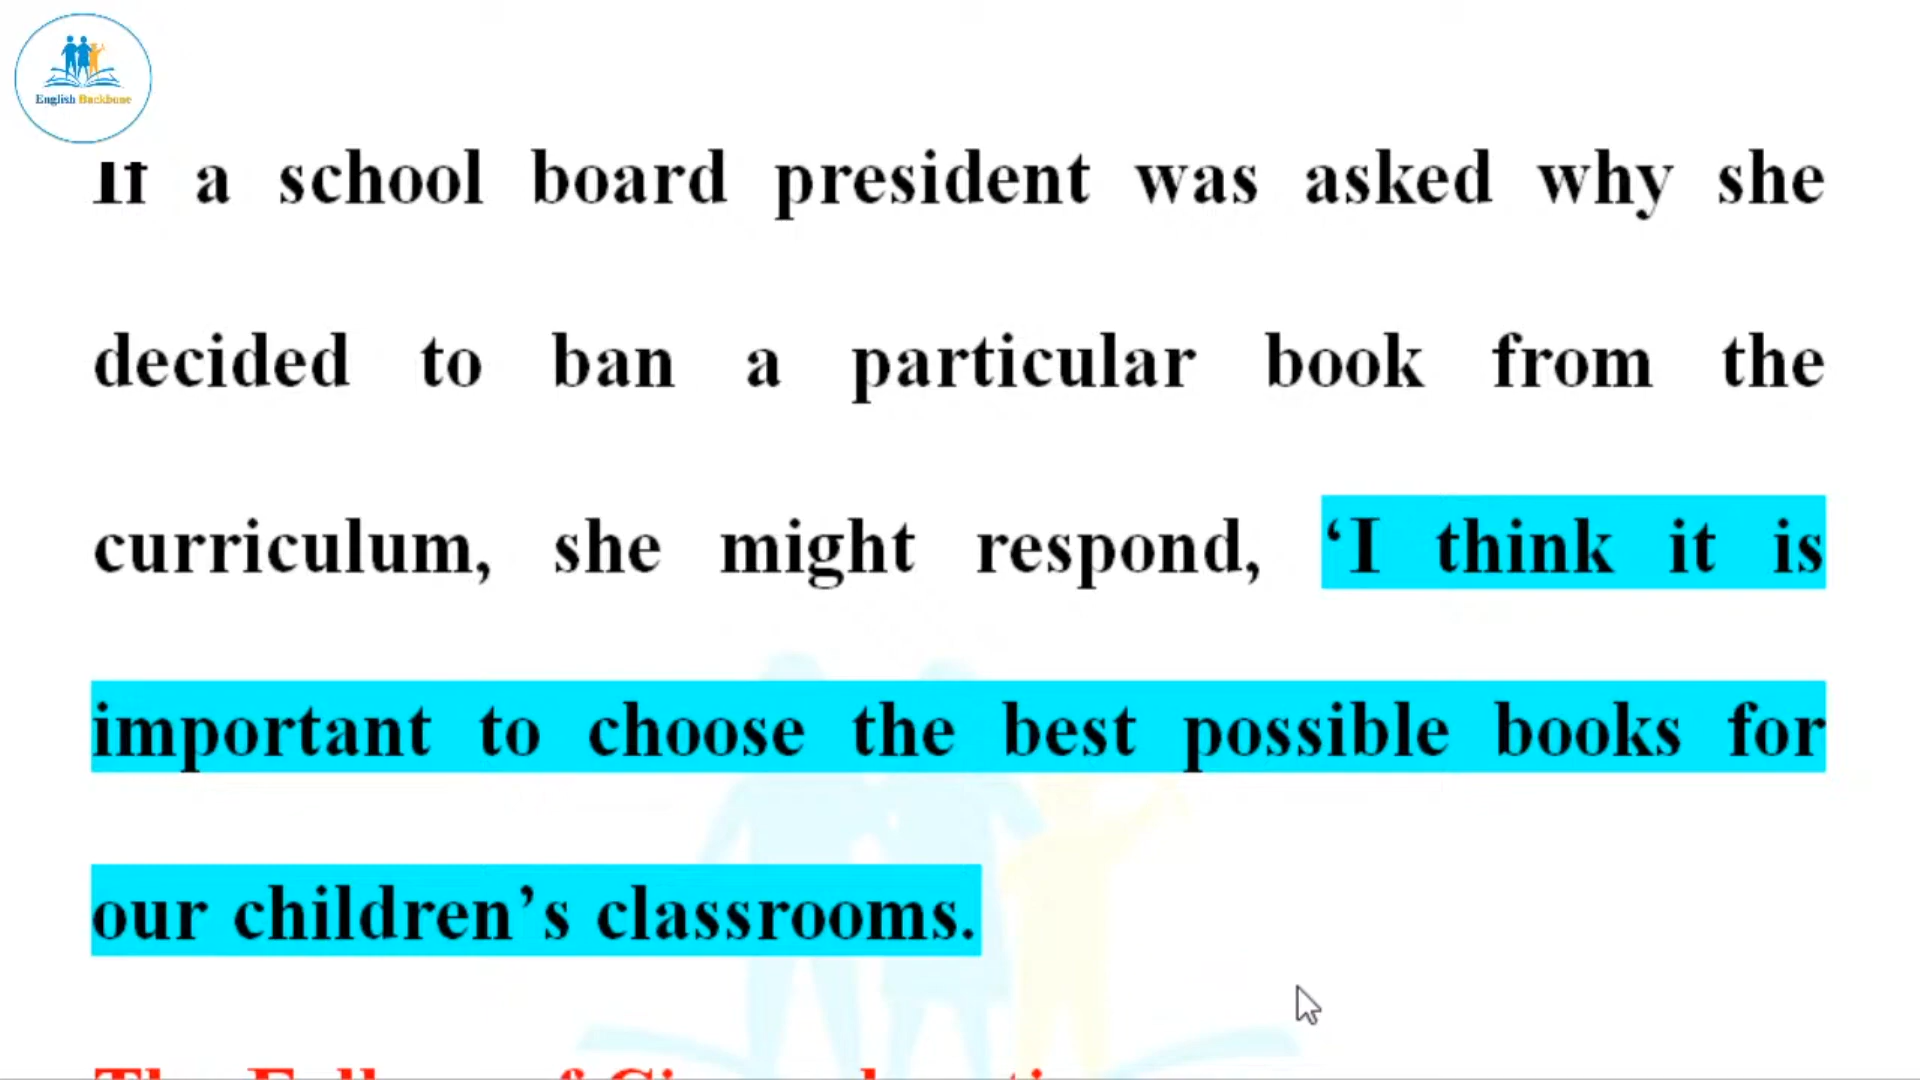 English Backbone
If a school board president was asked why she
decided to ban a particular book from the
curriculum, she might respond, ‘I think it is
important to choose the best possible books for
our children’s classrooms.